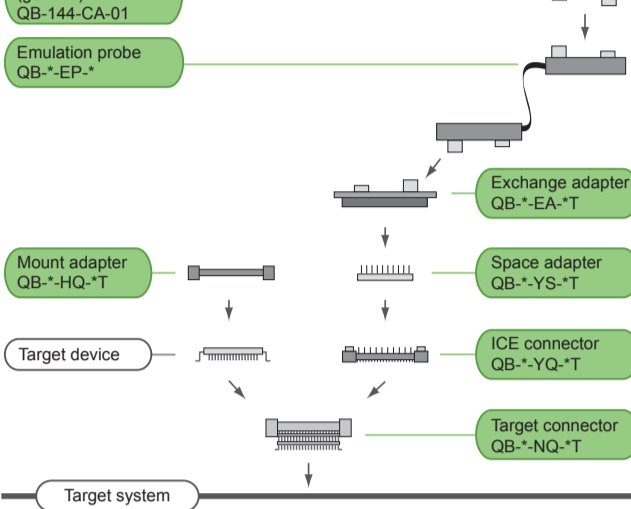 QB-144-CA-01
Emulation probe
QB-*-EP-*
Exchange adapter
QB-*-EA-*T
Mount adapter
QB-*-HQ-*T
Space adapter
QB-*-YS-*T
Target device
ICE connector
QB-*-YQ-*T
Target connector
QB-*-NQ-*T
Target system